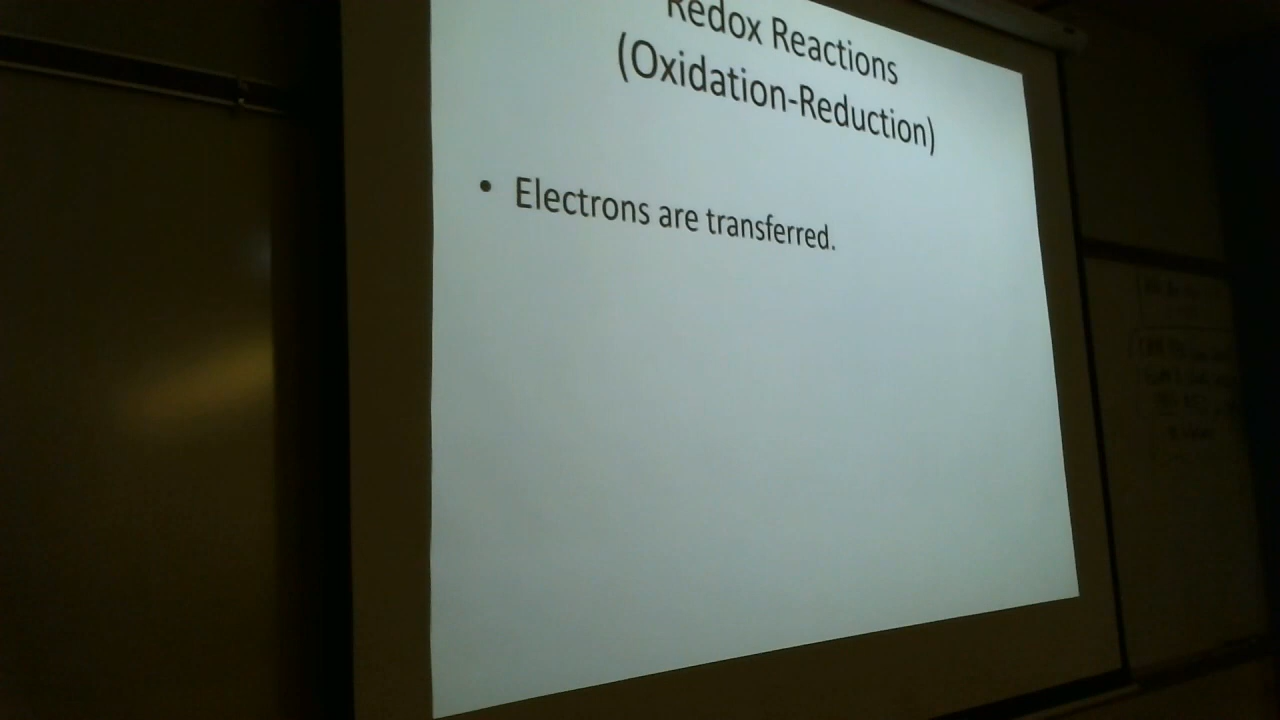 Redox Reactions
(Oxidation-Reduction)
• Electrons are transferred.